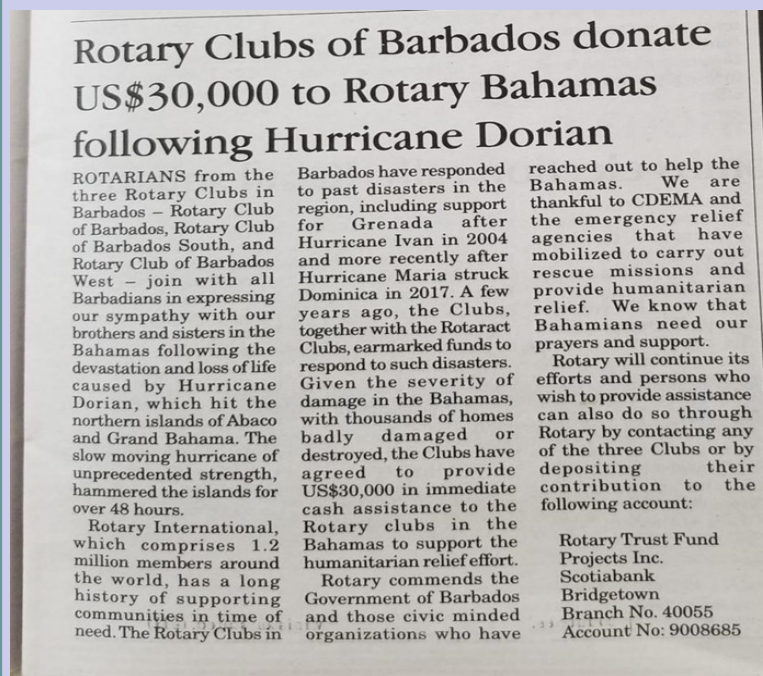 Rotary Clubs of Barbados donate
US$30,000 to Rotary Bahamas
following Hurricane Dorian
ROTARIANS from the
three Rotary Clubs in
Barbados – Rotary Club
of Barbados, Rotary Club
of Barbados South, and
Rotary Club of Barbados
West – join with all
Barbadians in expressing
our sympathy with our
brothers and sisters in the
Bahamas following the
devastation and loss of life
caused by Hurricane
Dorian, which hit the
northern islands of Abaco
and Grand Bahama. The
slow moving hurricane of
unprecedented strength,
hammered the islands for
over 48 hours.
Rotary International,
which comprises 1.2
million members around
the world, has a long
history of supporting
communities in time of
need. The Rotary Clubs in
Barbados have responded
to past disasters in the
region, including support
for Grenada after
Hurricane Ivan in 2004
and more recently after
Hurricane Maria struck
Dominica in 2017. A few
years ago, the Clubs,
together with the Rotaract
Clubs, earmarked funds to
respond to such disasters.
Given the severity of
damage in the Bahamas,
with thousands of homes
badly damaged or
destroyed, the Clubs have
agreed to provide
US$30,000 in immediate
cash assistance to the
Rotary clubs in the
Bahamas to support the
humanitarian relief effort.
Rotary commends the
Government of Barbados
and those civic minded
organizations who have
reached out to help the
Bahamas. We are
thankful to CDEMA and
the emergency relief
agencies that have
mobilized to carry out
rescue missions and
provide humanitarian
relief. We know that
Bahamians need our
prayers and support.
Rotary will continue its
efforts and persons who
wish to provide assistance
can also do so through
Rotary by contacting any
of the three Clubs or by
depositing their
contribution to the
following account:
Rotary Trust Fund
Projects Inc.
Scotiabank
Bridgetown
Branch No. 40055
Account No: 9008685